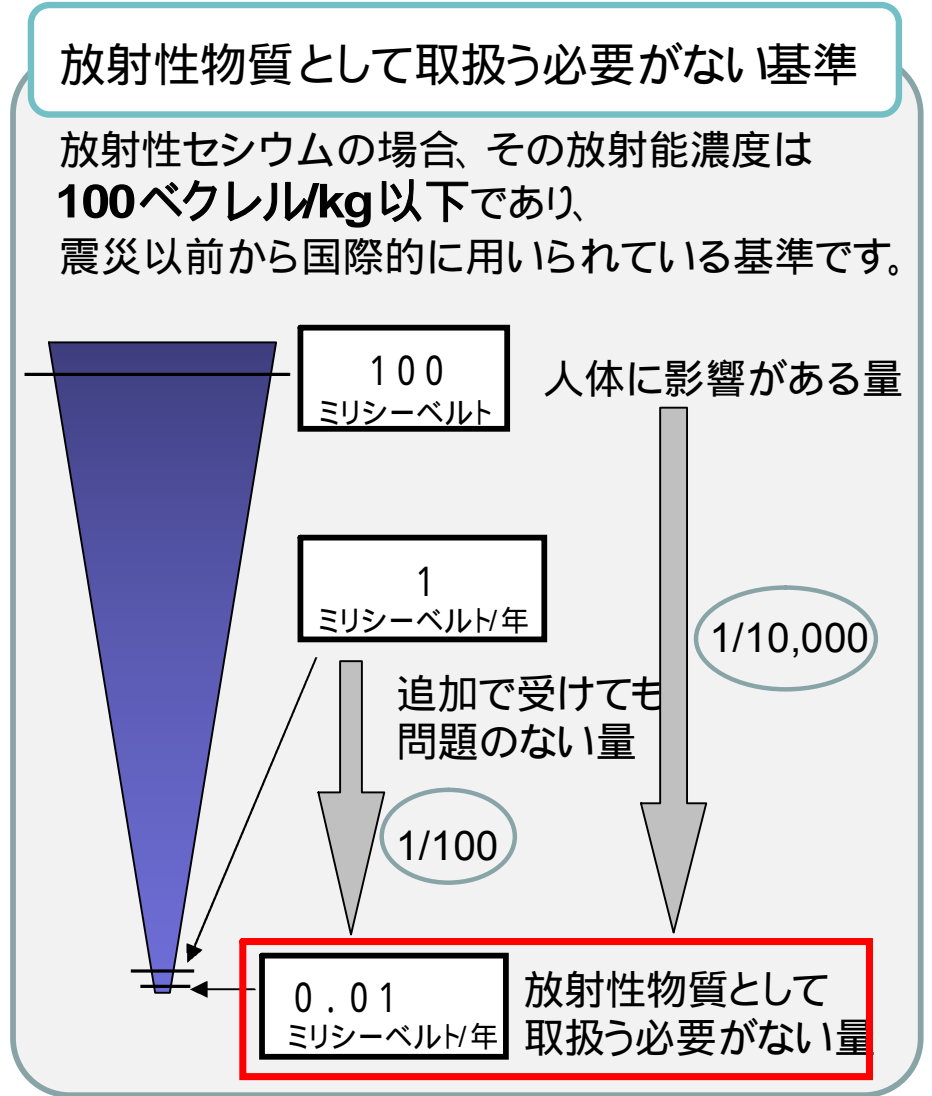 放射性物質として取扱う必要がない基準
放射性セシウムの場合、その放射能濃度は
100ベクレル/kg以下であり、
震災以前から国際的に用いられている基準です。
100
ミリシーベルト
人体に影響がある量
1
ミリシーベルト/年
1/10,000
追加で受けても
問題のない量
1/100
0.01
ミリシーベルト/年
放射性物質として
取扱う必要がない量